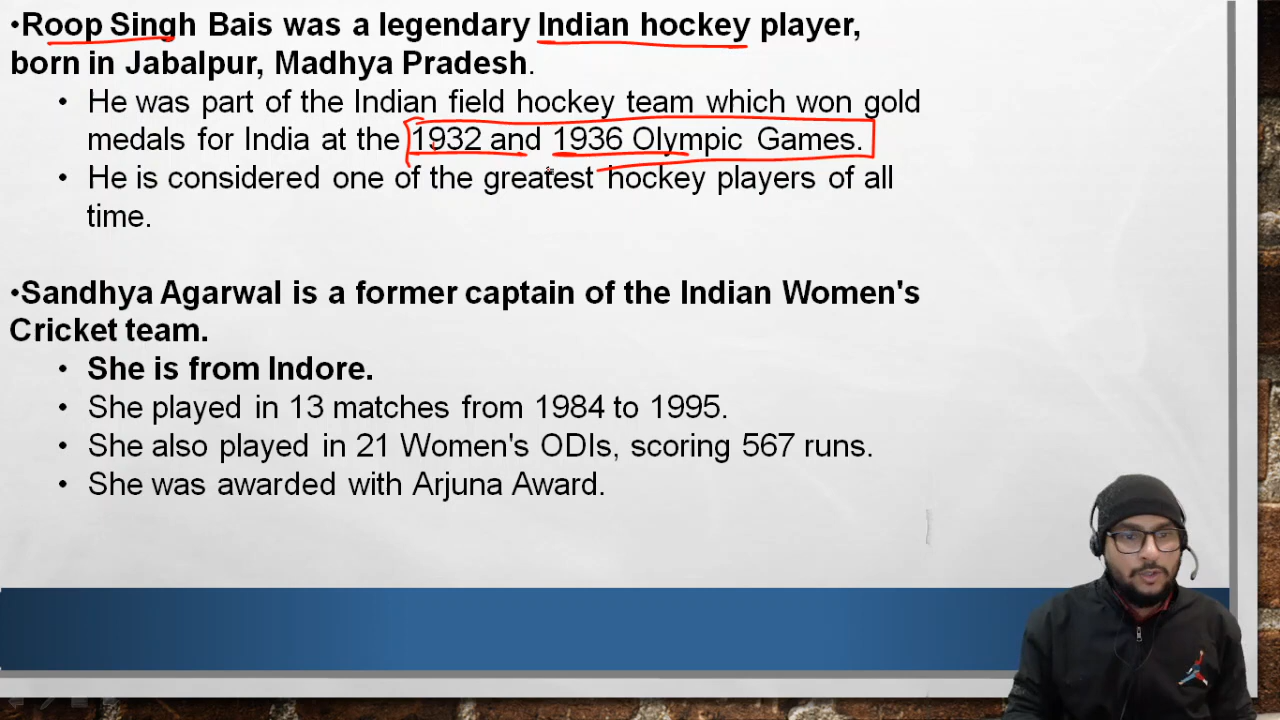 •Roop Singh Bais was a legendary Indian hockey player,
born in Jabalpur, Madhya Pradesh.
• He was part of the Indian field hockey team which won gold
medals for India at the 1932 and 1936 Olympic Games.
• He is considered one of the greatest hockey players of all
time.
•Sandhya Agarwal is a former captain of the Indian Women's
Cricket team.
• She is from Indore.
• She played in 13 matches from 1984 to 1995.
• She also played in 21 Women's ODIs, scoring 567 runs.
• She was awarded with Arjuna Award.